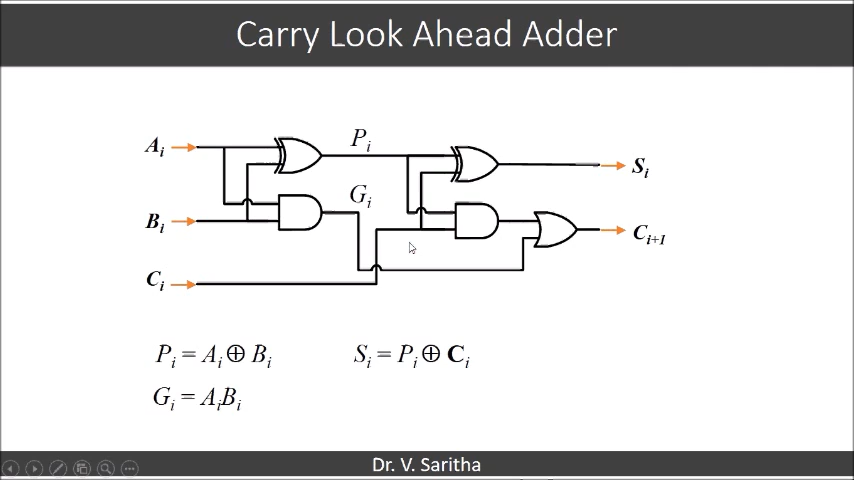 Carry Look Ahead Adder
Aᵢ
Pᵢ
Sᵢ
Gᵢ
Bᵢ
Cᵢ₊₁
Cᵢ
Pᵢ = Aᵢ ⊕ Bᵢ
Sᵢ = Pᵢ ⊕ Cᵢ
Gᵢ = AᵢBᵢ
Dr. V. Saritha